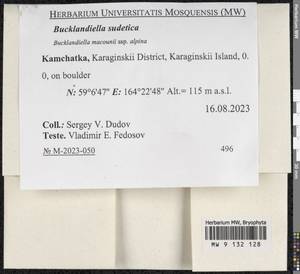 HERBARIUM UNIVERSITATIS MOSQUENSIS (MW)
Bucklandiella sudetica
Bucklandiella macounii ssp. alpina
Kamchatka, Karaginskii District, Karaginskii Island, 0.
0, on boulder
N: 59°6'47" E: 164°22'48" Alt.= 115 m a.s.l.
16.08.2023
Coll.: Sergey V. Dudov
Teste. Vladimir E. Fedosov
№ M-2023-050
496
Herbarium MW, Bryophyta
MW 9 132 128